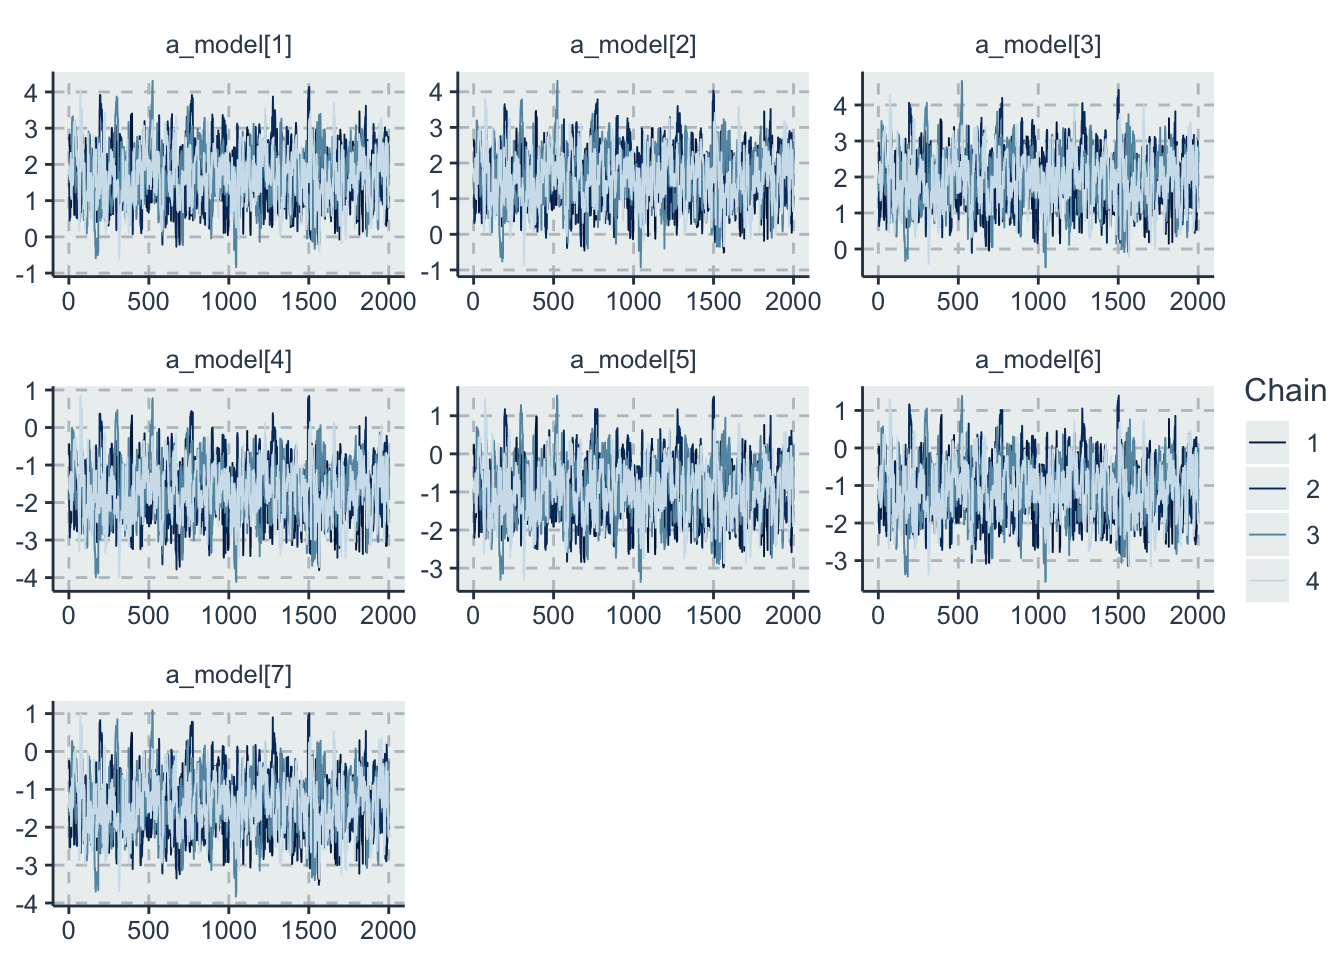 a_model[1] a_model[2] a_model[3]
4 4 4
3 3 3
2 2 2
1 1 1
0 0 0
-1 -1
0 500 1000 1500 2000 0 500 1000 1500 2000 0 500 1000 1500 2000
a_model[4] a_model[5] a_model[6]
1 1 1
0 0 0
-1 -1 -1
-2 -2 -2
-3 -3 -3
-4
0 500 1000 1500 2000 0 500 1000 1500 2000 0 500 1000 1500 2000
Chain
1
2
3
4
a_model[7]
1
0
-1
-2
-3
-4
0 500 1000 1500 2000